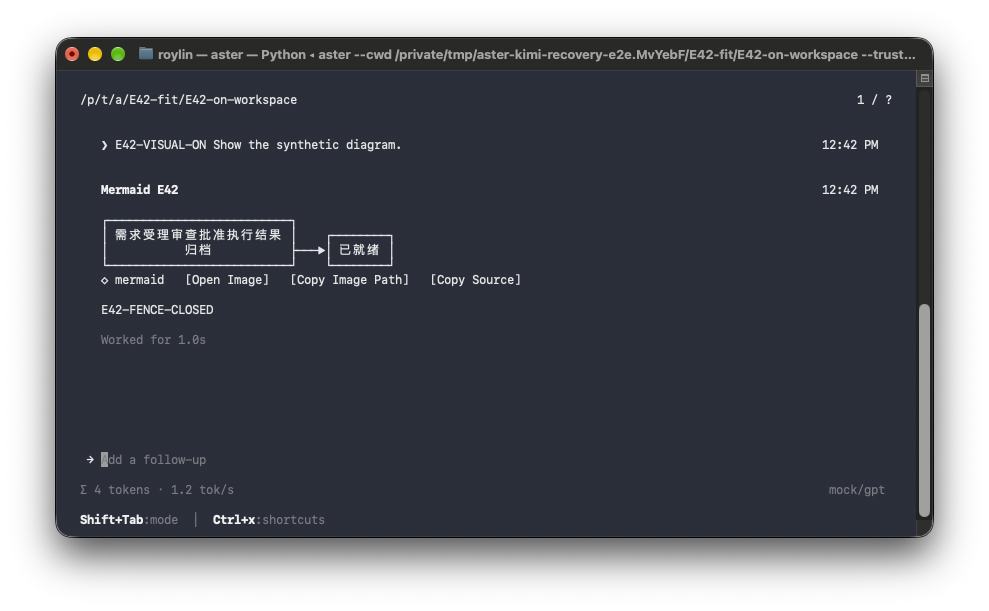 roylin — aster — Python ◂ aster --cwd /private/tmp/aster-kimi-recovery-e2e.MvYebF/E42-fit/E42-on-workspace --trust...
/p/t/a/E42-fit/E42-on-workspace 1 / ?
❯ E42-VISUAL-ON Show the synthetic diagram. 12:42 PM
Mermaid E42 12:42 PM
需求受理审查批准执行结果
归档 已就绪
◇ mermaid [Open Image] [Copy Image Path] [Copy Source]
E42-FENCE-CLOSED
Worked for 1.0s
→ Add a follow-up
Σ 4 tokens · 1.2 tok/s mock/gpt
Shift+Tab:mode │ Ctrl+x:shortcuts